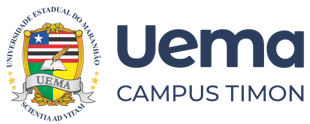 UNIVERSIDADE ESTADUAL DO MARANHÃO
UEMA
SCIENTIA AD VITAM
Uema
CAMPUS TIMON